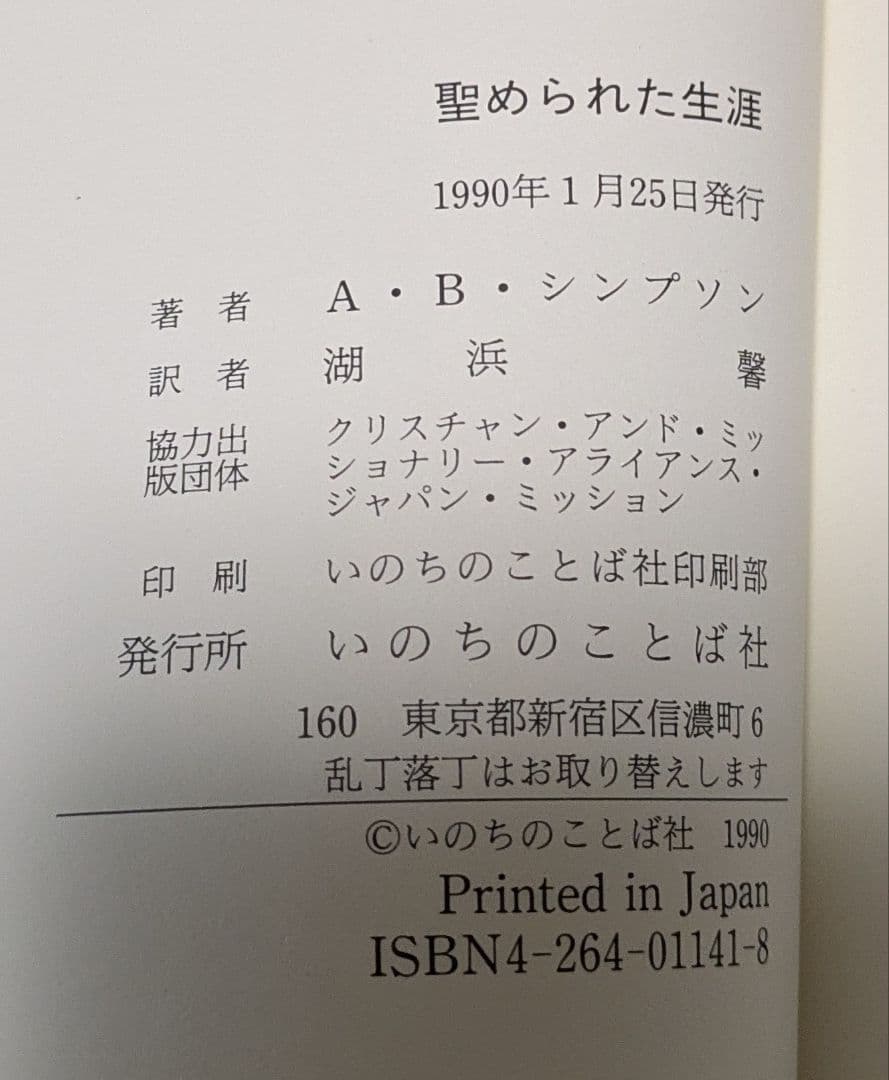 聖められた生涯
1990年1月25日発行
著者 A・B・シンプソン
訳者 湖浜 馨
協力出版団体 クリスチャン・アンド・ミッ
ショナリー・アライアンス・
ジャパン・ミッション
印刷 いのちのことば社印刷部
発行所 いのちのことば社
160 東京都新宿区信濃町6
乱丁落丁はお取り替えします
©いのちのことば社 1990
Printed in Japan
ISBN4-264-01141-8